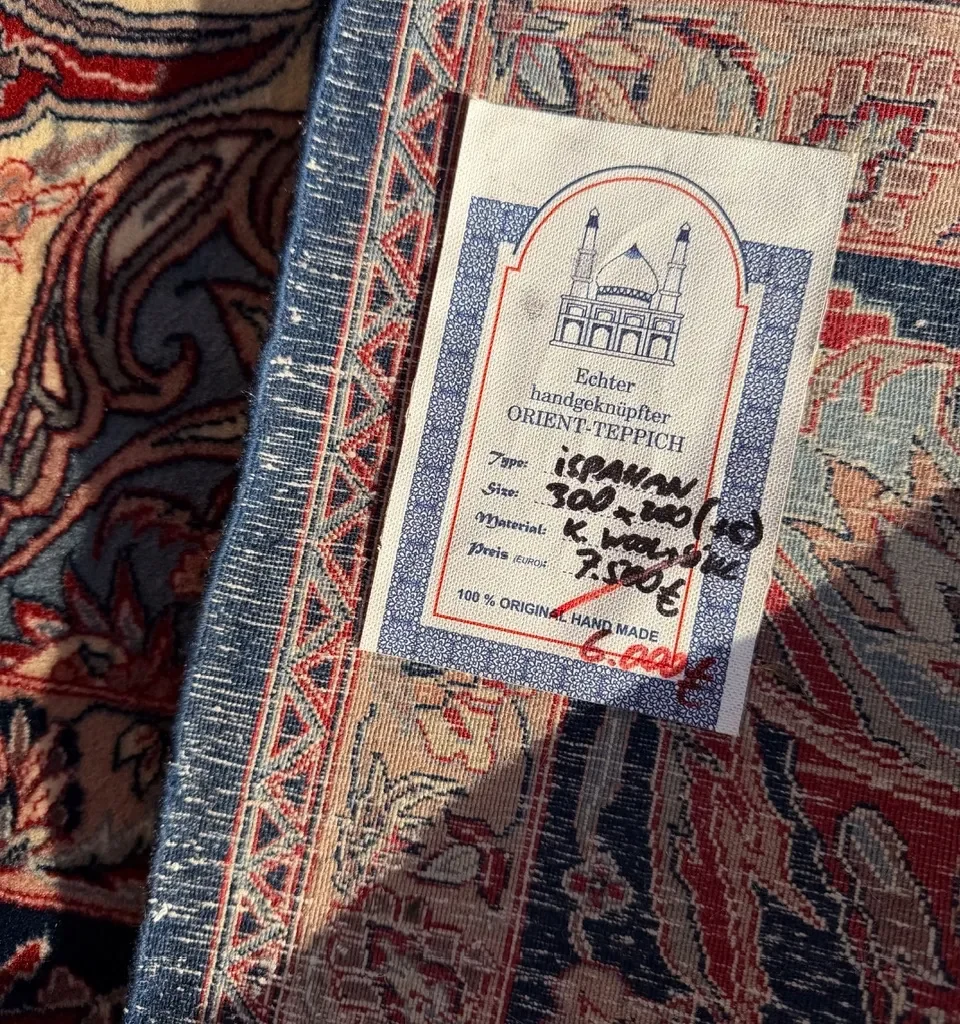 Echter
handgeknüpfter
ORIENT-TEPPICH
Type: iSPAHAN
Size: 300 x 200
Material: K. WOOL
Preis (EURO): 7.500€
100 % ORIGINAL HAND MADE
6.000€